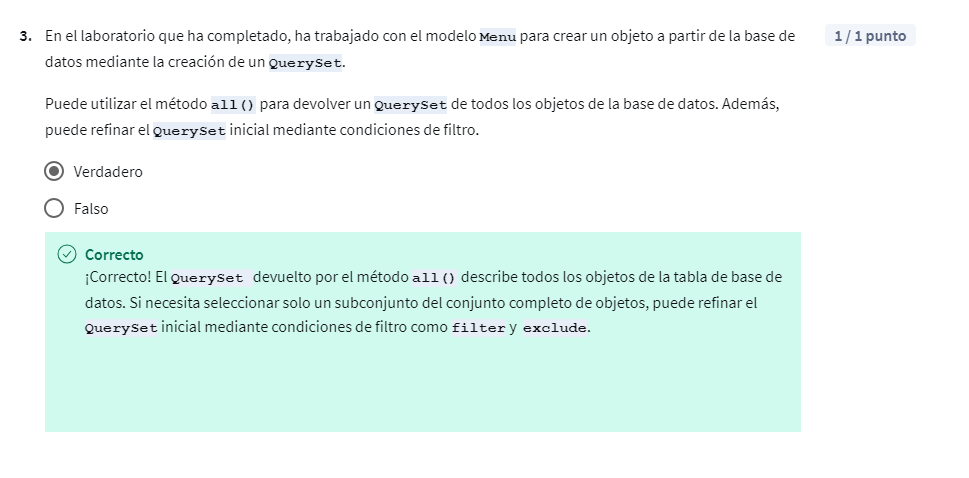 3. En el laboratorio que ha completado, ha trabajado con el modelo Menu para crear un objeto a partir de la base de 1 / 1 punto
datos mediante la creación de un QuerySet.
Puede utilizar el método all() para devolver un QuerySet de todos los objetos de la base de datos. Además,
puede refinar el QuerySet inicial mediante condiciones de filtro.
Verdadero
Falso
Correcto
¡Correcto! El QuerySet devuelto por el método all() describe todos los objetos de la tabla de base de
datos. Si necesita seleccionar solo un subconjunto del conjunto completo de objetos, puede refinar el
QuerySet inicial mediante condiciones de filtro como filter y exclude.